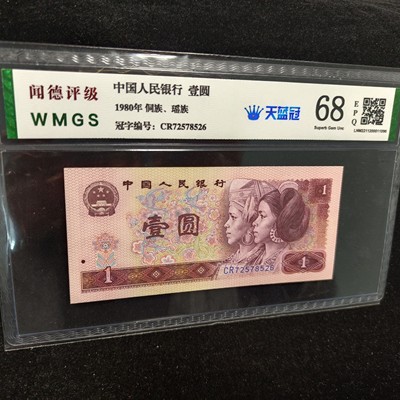 闻德评级
WMGS
中国人民银行 壹圆
1980年 侗族、瑶族
冠字编号: CR72578526
天蓝冠
68
EPQ
Superb Gem Unc
中国人民银行
壹圆
1
1
1
CR72578526